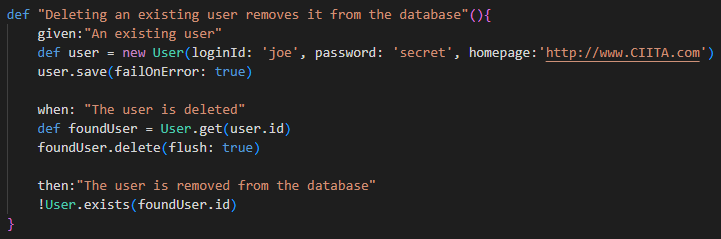 def "Deleting an existing user removes it from the database"(){
    given:"An existing user"
    def user = new User(loginId: 'joe', password: 'secret', homepage:'http://www.CIITA.com')
    user.save(failOnError: true)

    when: "The user is deleted"
    def foundUser = User.get(user.id)
    foundUser.delete(flush: true)

    then:"The user is removed from the database"
    !User.exists(foundUser.id)
}